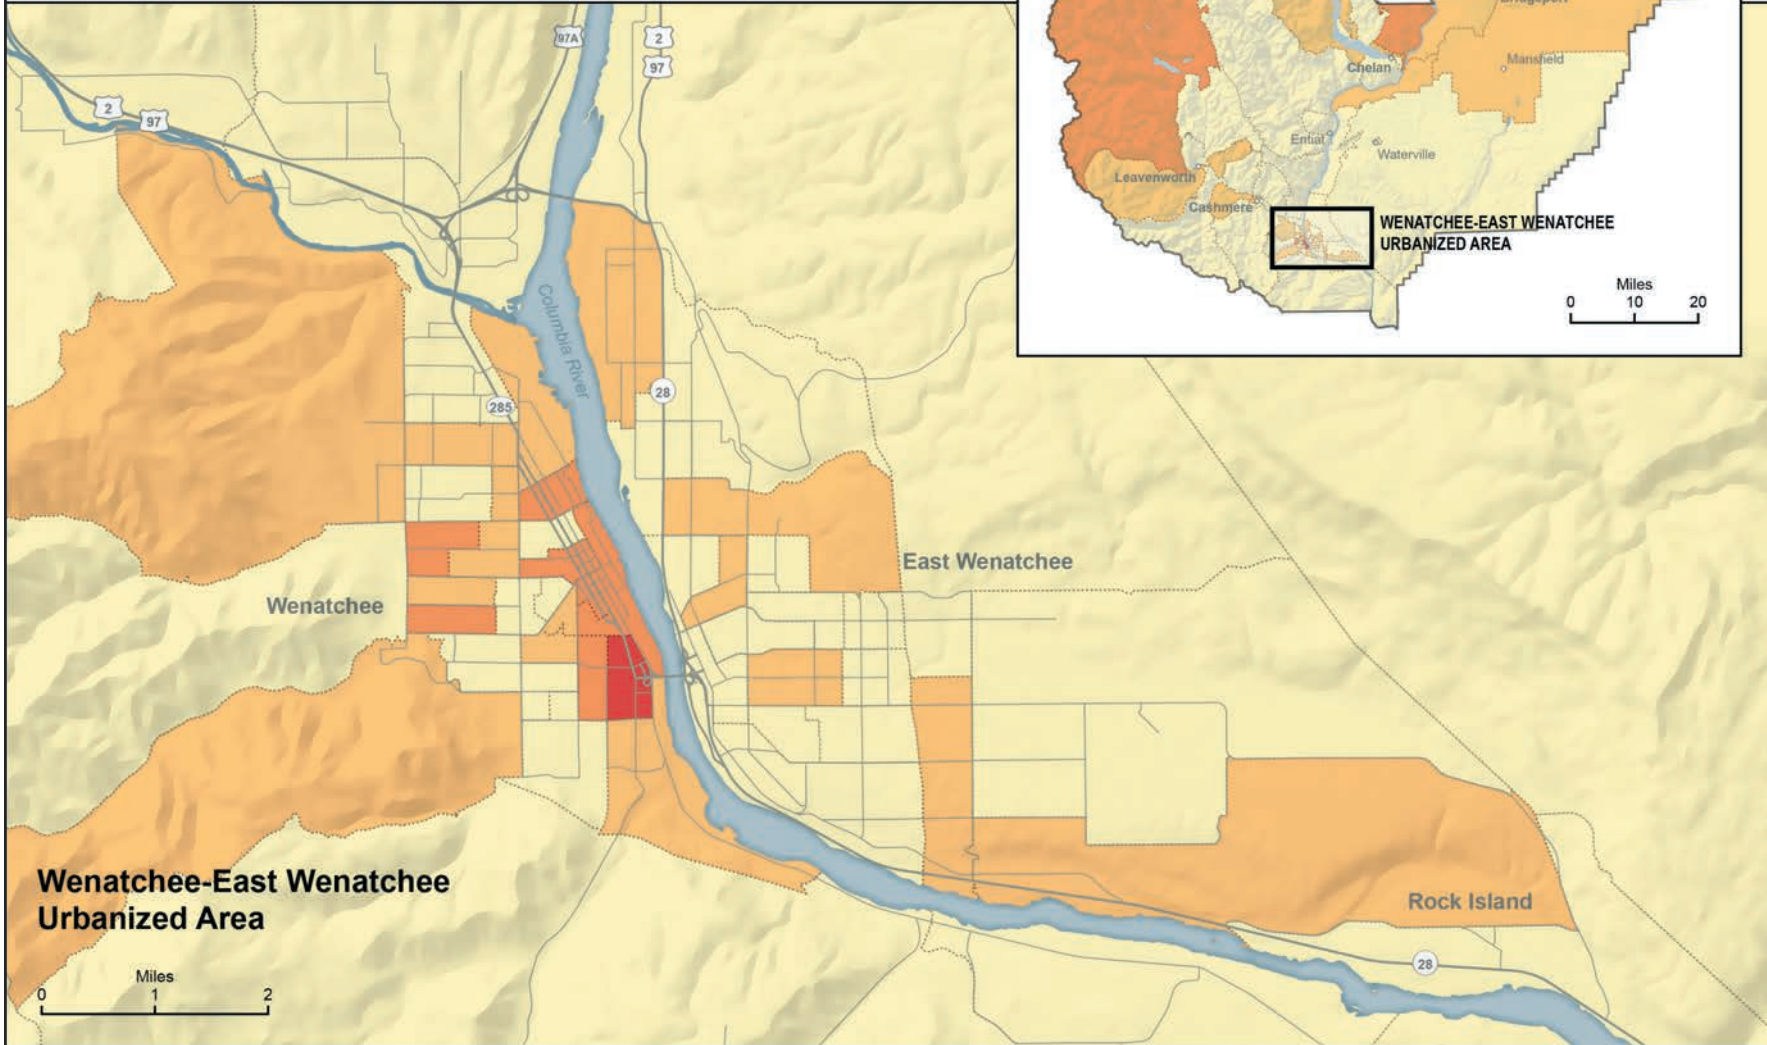 Bridgeport
97A
2
97
Mansfield
Chelan
2
97
Entiat
Waterville
Leavenworth
Cashmere
WENATCHEE-EAST WENATCHEE
URBANIZED AREA
Miles
0 10 20
Columbia River
28
285
East Wenatchee
Wenatchee
Wenatchee-East Wenatchee
Urbanized Area
Rock Island
28
Miles
0 1 2